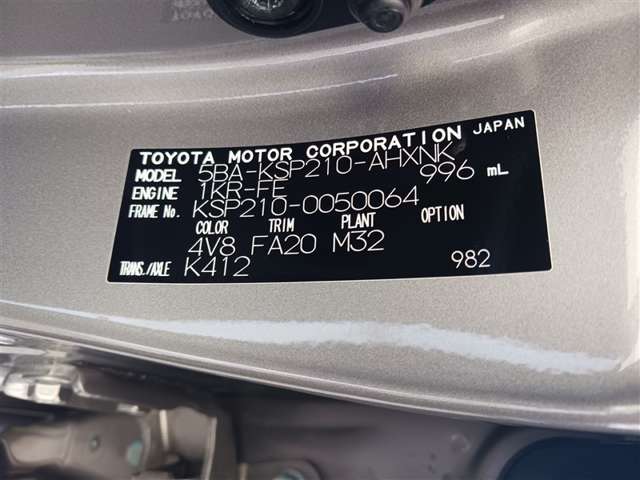 TOYOTA MOTOR CORPORATION JAPAN
MODEL 5BA-KSP210-AHXNK
ENGINE 1KR-FE 996 mL
FRAME No. KSP210-0050064
COLOR TRIM PLANT OPTION
4V8 FA20 M32
TRANS./AXLE K412 982